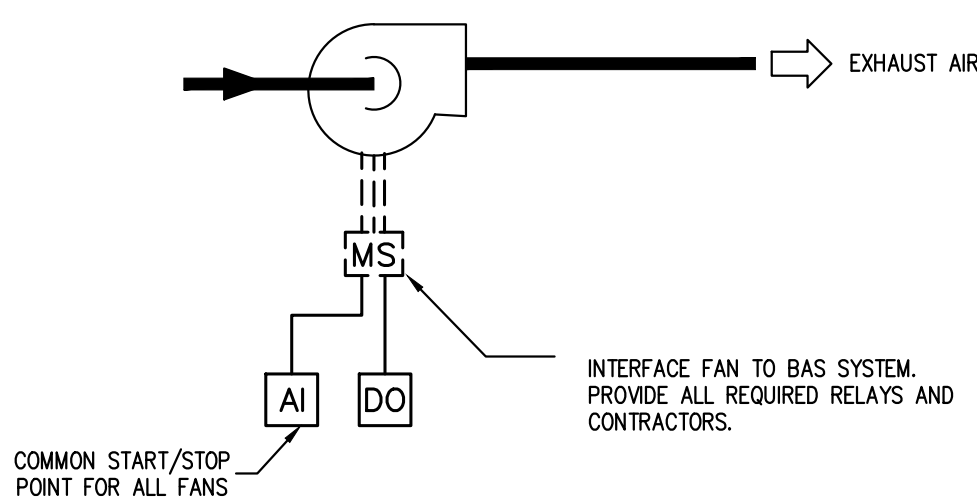 EXHAUST AIR
MS
INTERFACE FAN TO BAS SYSTEM.
PROVIDE ALL REQUIRED RELAYS AND
CONTRACTORS.
AI
DO
COMMON START/STOP
POINT FOR ALL FANS